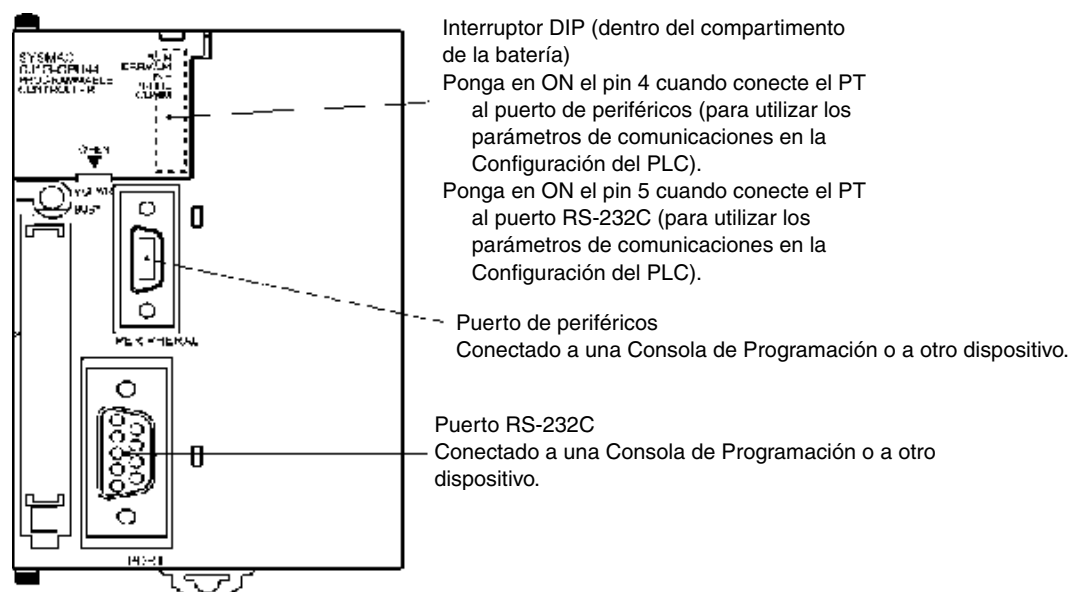 Interruptor DIP (dentro del compartimento
de la batería)
Ponga en ON el pin 4 cuando conecte el PT
al puerto de periféricos (para utilizar los
parámetros de comunicaciones en la
Configuración del PLC).
Ponga en ON el pin 5 cuando conecte el PT
al puerto RS-232C (para utilizar los
parámetros de comunicaciones en la
Configuración del PLC).
Puerto de periféricos
Conectado a una Consola de Programación o a otro dispositivo.
Puerto RS-232C
Conectado a una Consola de Programación o a otro
dispositivo.
SYSMAC
PROGRAMMABLE
CONTROLLER
OPEN
BUSY
PERIPHERAL
PORT